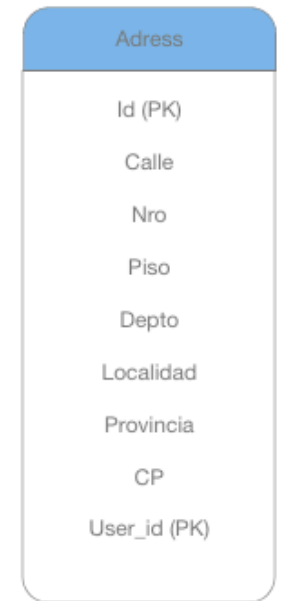 Adress
Id (PK)
Calle
Nro
Piso
Depto
Localidad
Provincia
CP
User_id (PK)